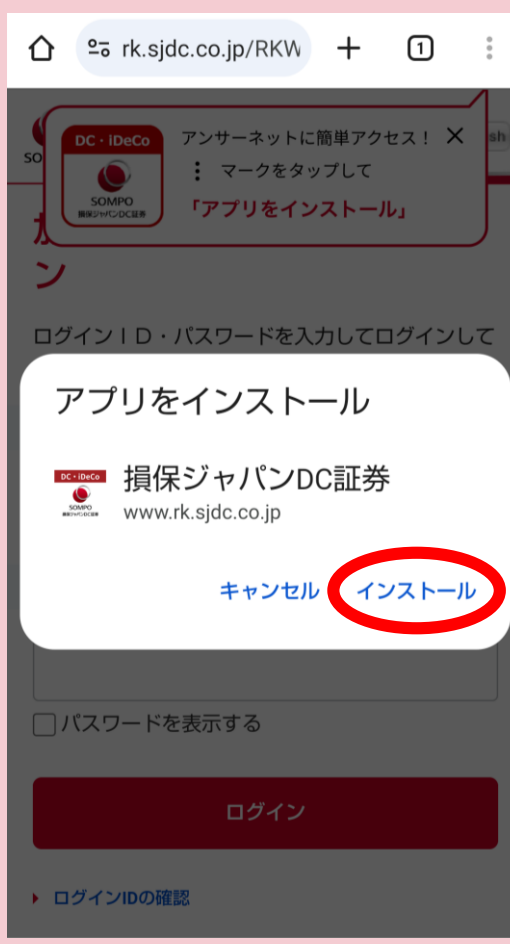 rk.sjdc.co.jp/RKW
1
DC・iDeCo
SOMPO
損保ジャパンDC証券
アンサーネットに簡単アクセス！
マークをタップして
「アプリをインストール」
sh
SO
ン
ログインＩＤ・パスワードを入力してログインして
アプリをインストール
DC・iDeCo
SOMPO
損保ジャパンDC証券
損保ジャパンDC証券
www.rk.sjdc.co.jp
キャンセル
インストール
パスワードを表示する
ログイン
ログインIDの確認